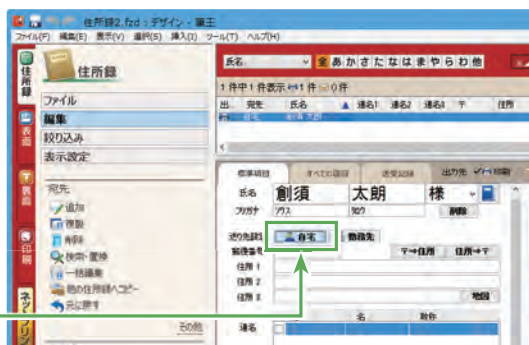 住所録2.fzd : デザイン - 筆王
ファイル(F) 編集(E) 表示(V) 選択(S) 挿入(I) ツール(T) ヘルプ(H)
住所録
住所録
氏名
全 あ か さ た な は ま や ら わ 他
1 件中 1 件表示 1 件 0 件
出. 宛先 氏名 連名1 連名2 連名3 〒 住所
ファイル
編集
絞り込み
表示設定
表面
裏面
印刷
宛先
追加
複製
削除
検索・置換
一括編集
他の住所録へコピー
元に戻す
その他
標準項目 すべての項目 送受記録 出力先 印刷
氏名 創須 太朗 様
フリガナ ソウス タロウ 削除
自宅 勤務先
郵便番号 〒→住所 住所→〒
住所 1
住所 2
住所 3 地図
名 敬称
連名